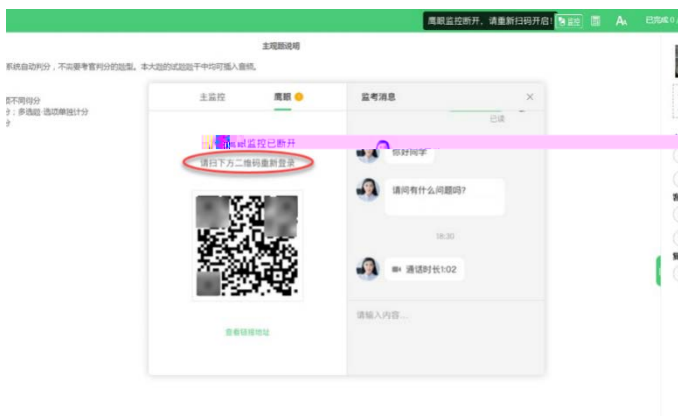 鹰眼监控断开，请重新扫码开启！
监控
已完成 0
主观题说明
系统自动判分，不需要考官判分的题型。本大题的试题题干中均可插入音频。
项不同得分
分；多选题-选项单独计分
分
主监控
鹰眼
监控已断开
请扫下方二维码重新登录
查看链接地址
监考消息
已读
你好同学
请问有什么问题吗？
18:30
通话时长1:02
请输入内容...